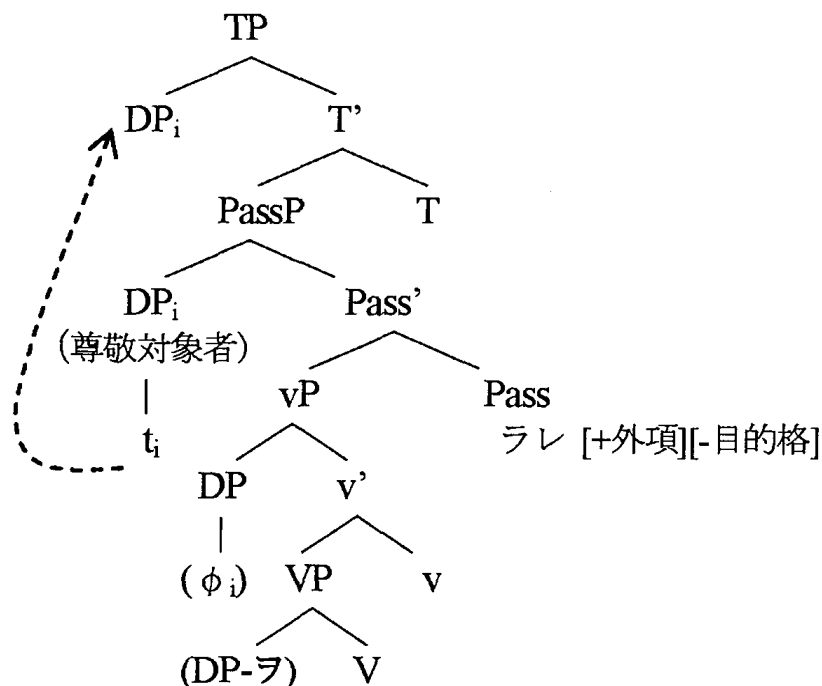 TP
DPi T’
PassP T
DPi Pass’
(尊敬対象者)
vP Pass
ti ラレ [+外項][-目的格]
DP v’
(φi) VP v
(DP-ヲ) V